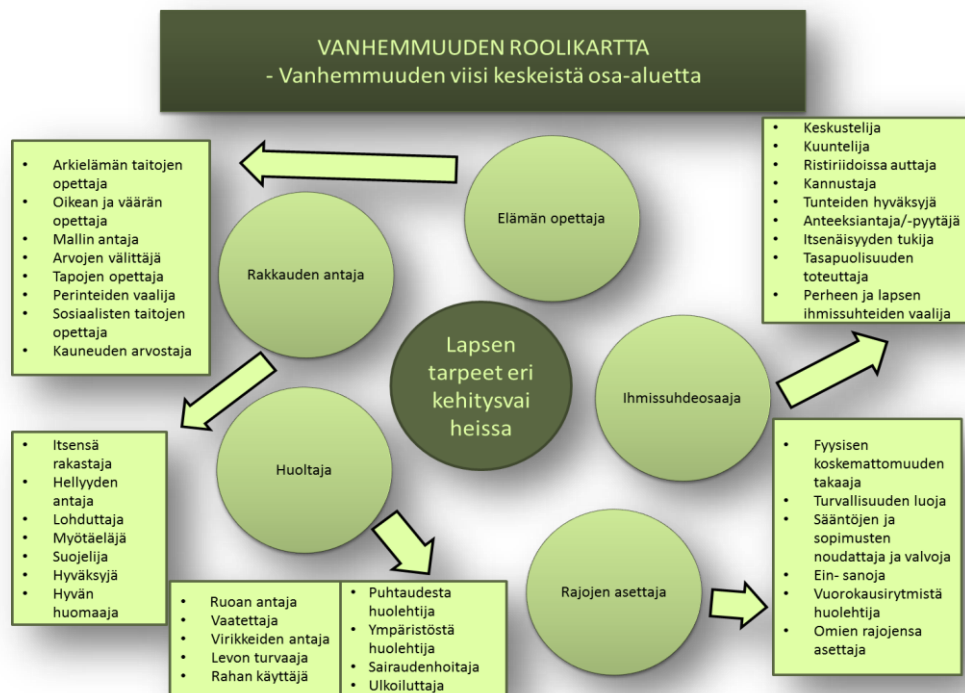 VANHEMMUUDEN ROOLIKARTTA
- Vanhemmuuden viisi keskeistä osa-aluetta
Elämän opettaja
• Arkielämän taitojen
opettaja
• Oikean ja väärän
opettaja
• Mallin antaja
• Arvojen välittäjä
• Tapojen opettaja
• Perinteiden vaalija
• Sosiaalisten taitojen
opettaja
• Kauneuden arvostaja
• Keskustelija
• Kuuntelija
• Ristiriidoissa auttaja
• Kannustaja
• Tunteiden hyväksyjä
• Anteeksiantaja/-pyytäjä
• Itsenäisyyden tukija
• Tasapuolisuuden
toteuttaja
• Perheen ja lapsen
ihmissuhteiden vaalija
Rakkauden antaja
Lapsen
tarpeet eri
kehitysvai
heissa
Ihmissuhdeosaaja
Huoltaja
• Itsensä
rakastaja
• Hellyyden
antaja
• Lohduttaja
• Myötäeläjä
• Suojelija
• Hyväksyjä
• Hyvän
huomaaja
• Ruoan antaja
• Vaatettaja
• Virikkeiden antaja
• Levon turvaaja
• Rahan käyttäjä
• Puhtaudesta
huolehtija
• Ympäristöstä
huolehtija
• Sairaudenhoitaja
• Ulkoiluttaja
Rajojen asettaja
• Fyysisen
koskemattomuuden
takaaja
• Turvallisuuden luoja
• Sääntöjen ja
sopimusten
noudattaja ja valvoja
• Ein- sanoja
• Vuorokausirytmistä
huolehtija
• Omien rajojensa
asettaja